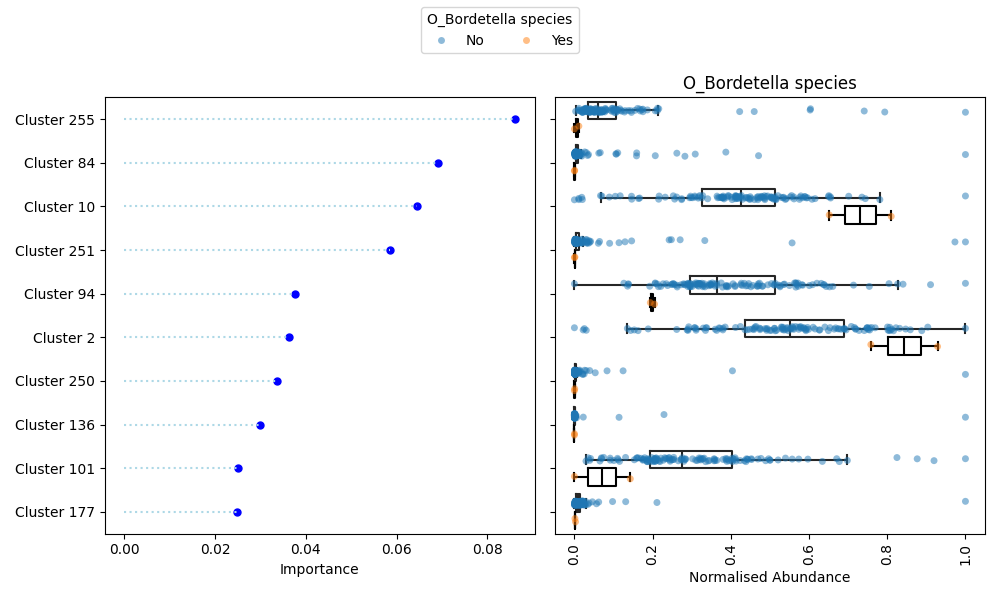 O_Bordetella species
No Yes
O_Bordetella species
Cluster 255
Cluster 84
Cluster 10
Cluster 251
Cluster 94
Cluster 2
Cluster 250
Cluster 136
Cluster 101
Cluster 177
0.00 0.02 0.04 0.06 0.08
Importance
0.0 0.2 0.4 0.6 0.8 1.0
Normalised Abundance